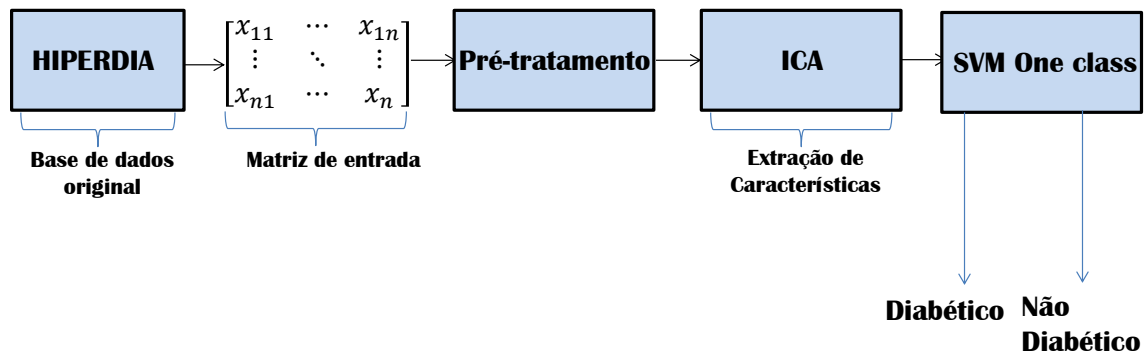 HIPERDIA
x₁₁ ⋯ x₁ₙ
⋮ ⋱ ⋮
xₙ₁ ⋯ xₙ
Pré-tratamento
ICA
SVM One class
Base de dados
original
Matriz de entrada
Extração de
Características
Diabético
Não
Diabético